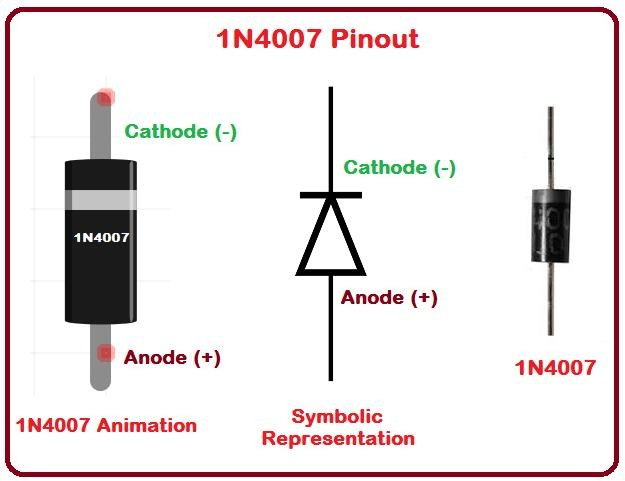 1N4007 Pinout
Cathode (-)
1N4007
Anode (+)
1N4007 Animation
Cathode (-)
Anode (+)
Symbolic
Representation
1N4007